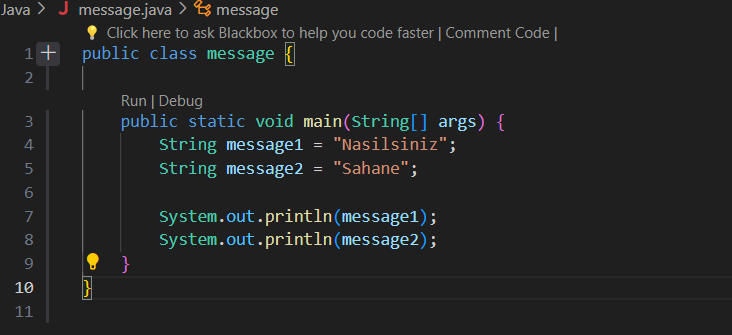 Java > J message.java > message
Click here to ask Blackbox to help you code faster | Comment Code |
1 + public class message {
2
Run | Debug
3     public static void main(String[] args) {
4         String message1 = "Nasilsiniz";
5         String message2 = "Sahane";
6
7         System.out.println(message1);
8         System.out.println(message2);
9     }
10 }
11